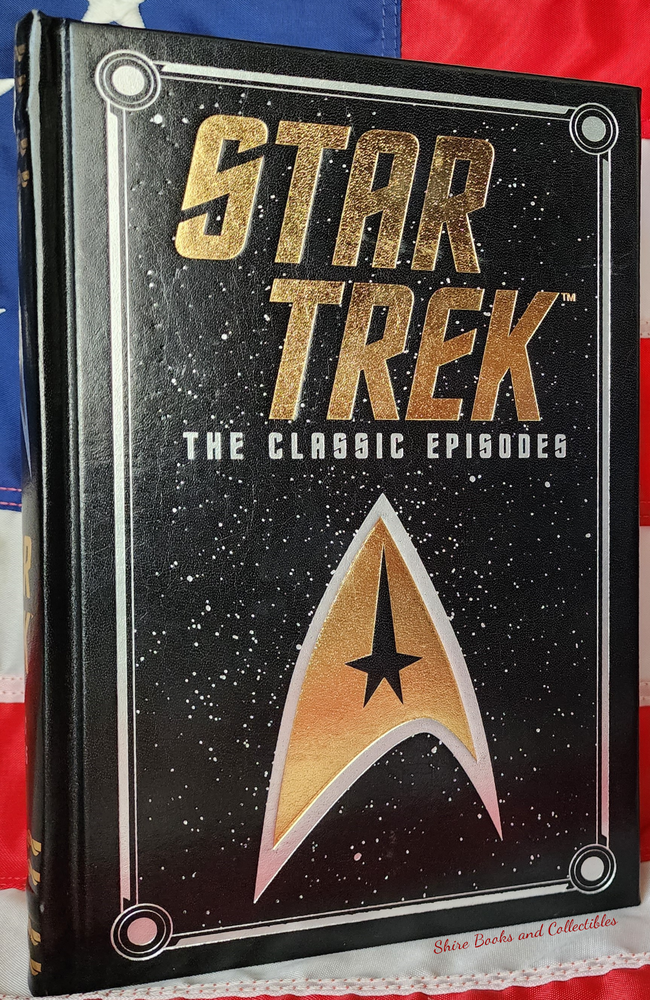 STAR
TREK™
THE CLASSIC EPISODES
Shire Books and Collectibles